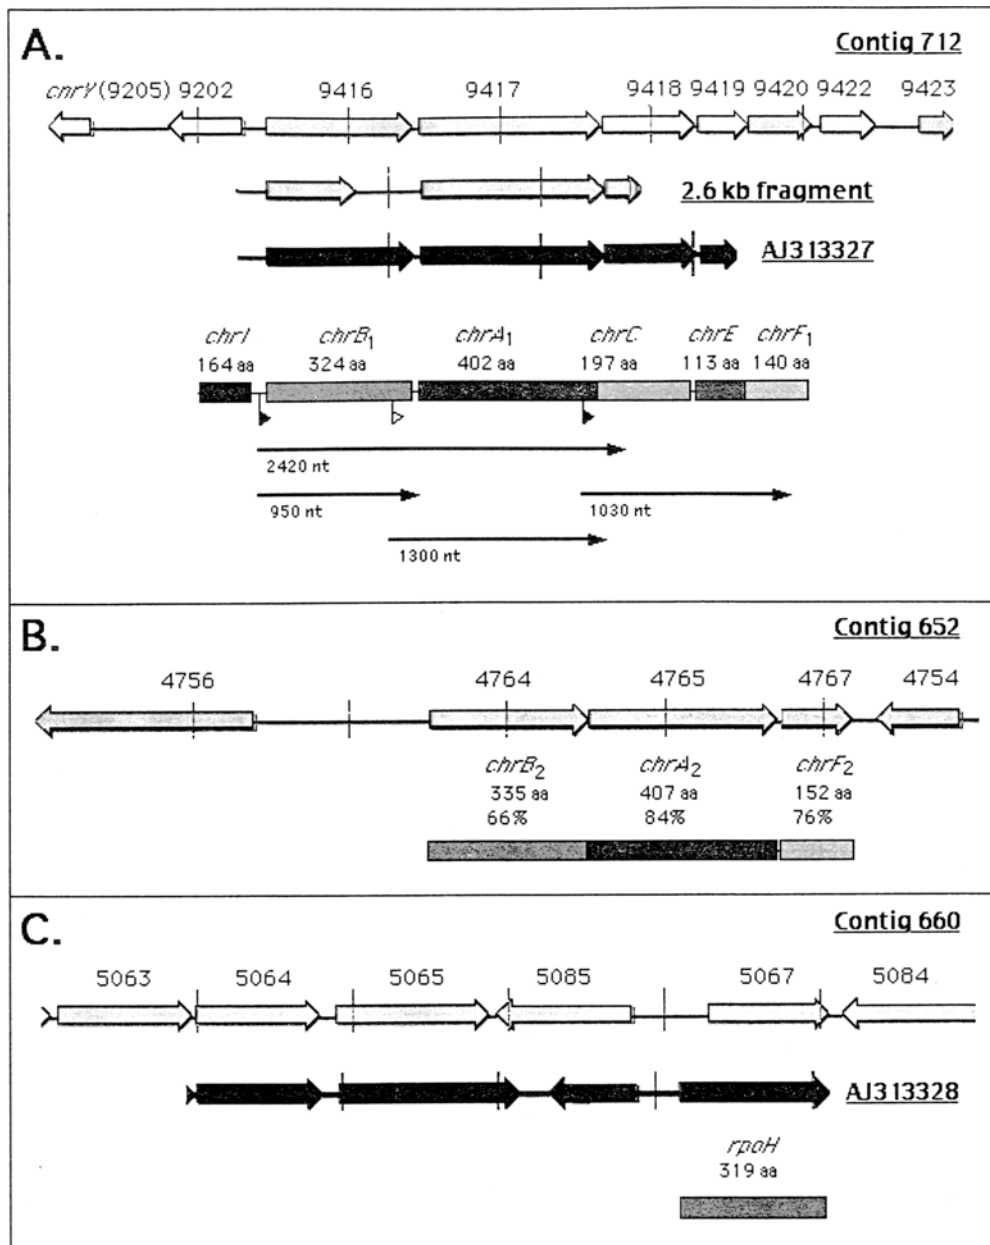 A.
Contig 712
cnrY(9205) 9202 9416 9417 9418 9419 9420 9422 9423
2.6 kb fragment
AJ313327
chrI chrB1 chrA1 chrC chrE chrF1
164 aa 324 aa 402 aa 197 aa 113 aa 140 aa
2420 nt
950 nt 1030 nt
1300 nt
B.
Contig 652
4756 4764 4765 4767 4754
chrB2 chrA2 chrF2
335 aa 407 aa 152 aa
66% 84% 76%
C.
Contig 660
5063 5064 5065 5085 5067 5084
AJ313328
rpoH
319 aa